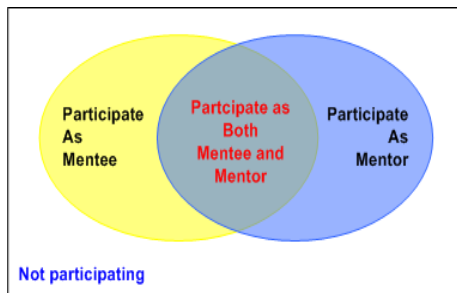 Participate
As
Mentee
Partcipate as
Both
Mentee and
Mentor
Participate
As
Mentor
Not participating